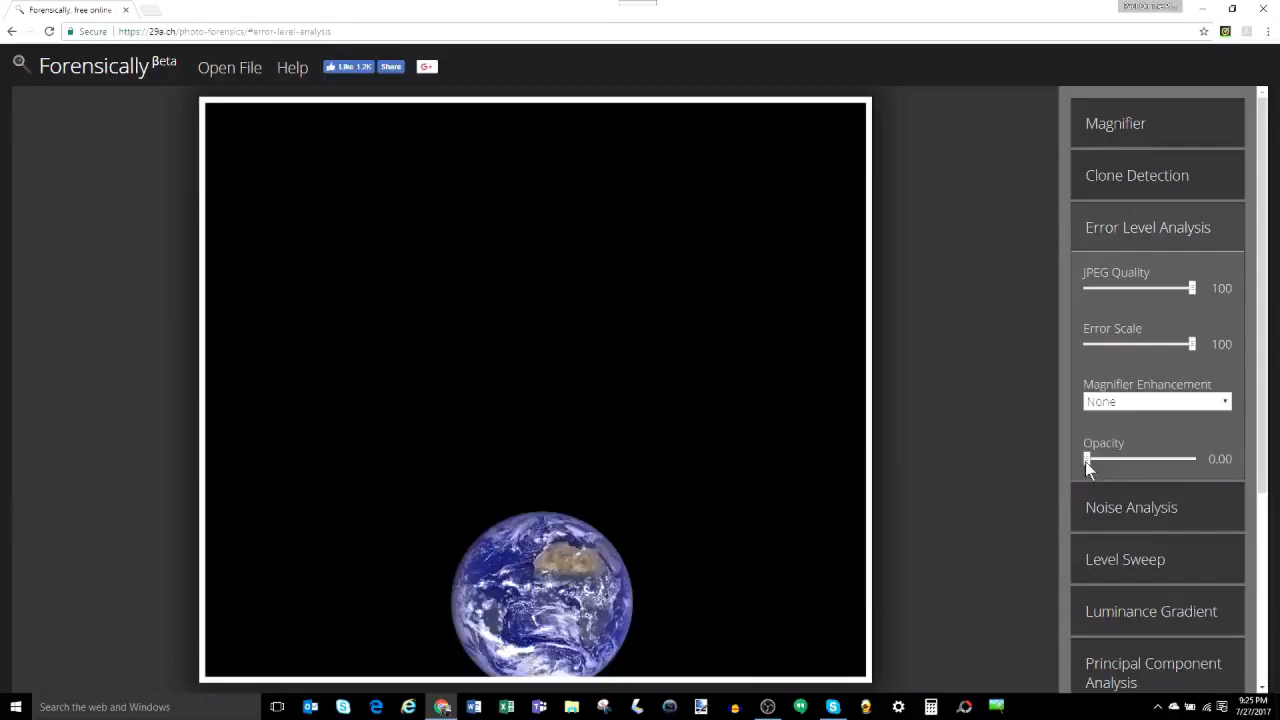 Forensically, free online
Secure
https://29a.ch/photo-forensics/#error-level-analysis
Forensically Beta
Open File
Help
Like 1.2K
Share
G+
Magnifier
Clone Detection
Error Level Analysis
JPEG Quality
100
Error Scale
100
Magnifier Enhancement
None
Opacity
0.00
Noise Analysis
Level Sweep
Luminance Gradient
Principal Component
Analysis
Search the web and Windows
9:25 PM
7/27/2017